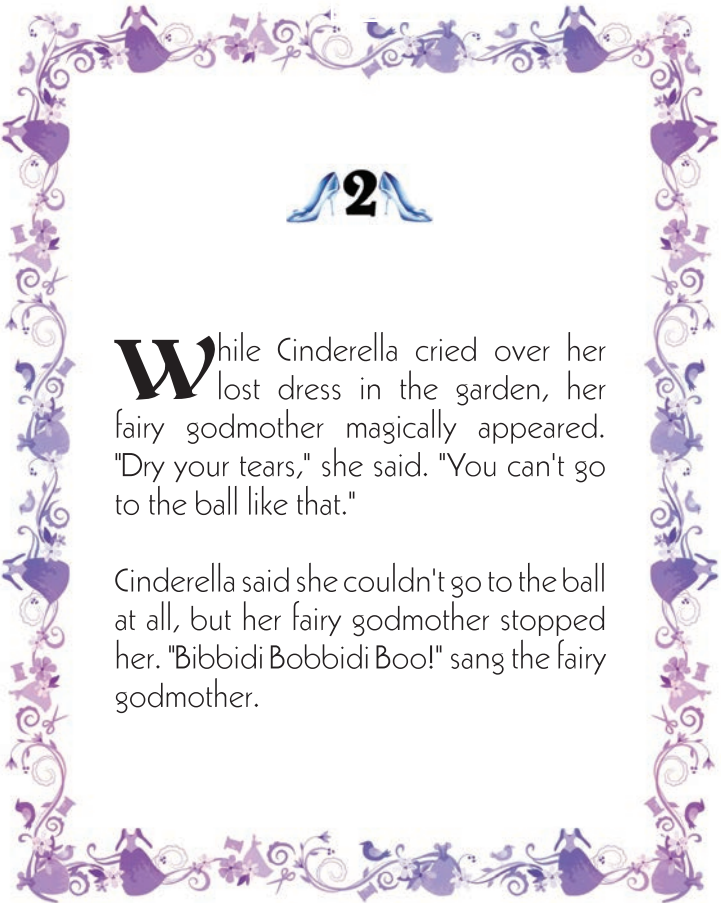 2
While Cinderella cried over her
lost dress in the garden, her
fairy godmother magically appeared.
"Dry your tears," she said. "You can't go
to the ball like that."
Cinderella said she couldn't go to the ball
at all, but her fairy godmother stopped
her. "Bibbidi Bobbidi Boo!" sang the fairy
godmother.